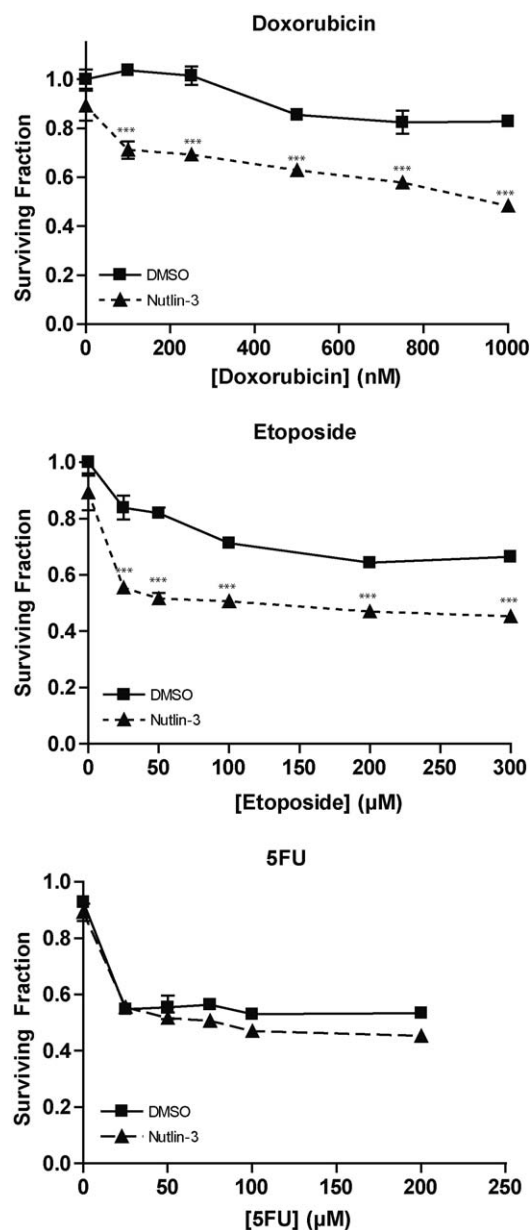 Doxorubicin
Surviving Fraction
1.0
0.8
0.6
0.4
0.2
0.0
***
***
***
***
***
DMSO
Nutlin-3
0 200 400 600 800 1000
[Doxorubicin] (nM)
Etoposide
Surviving Fraction
1.0
0.8
0.6
0.4
0.2
0.0
***
***
***
***
***
DMSO
Nutlin-3
0 50 100 150 200 250 300
[Etoposide] (µM)
5FU
Surviving Fraction
1.0
0.8
0.6
0.4
0.2
0.0
DMSO
Nutlin-3
0 50 100 150 200 250
[5FU] (µM)